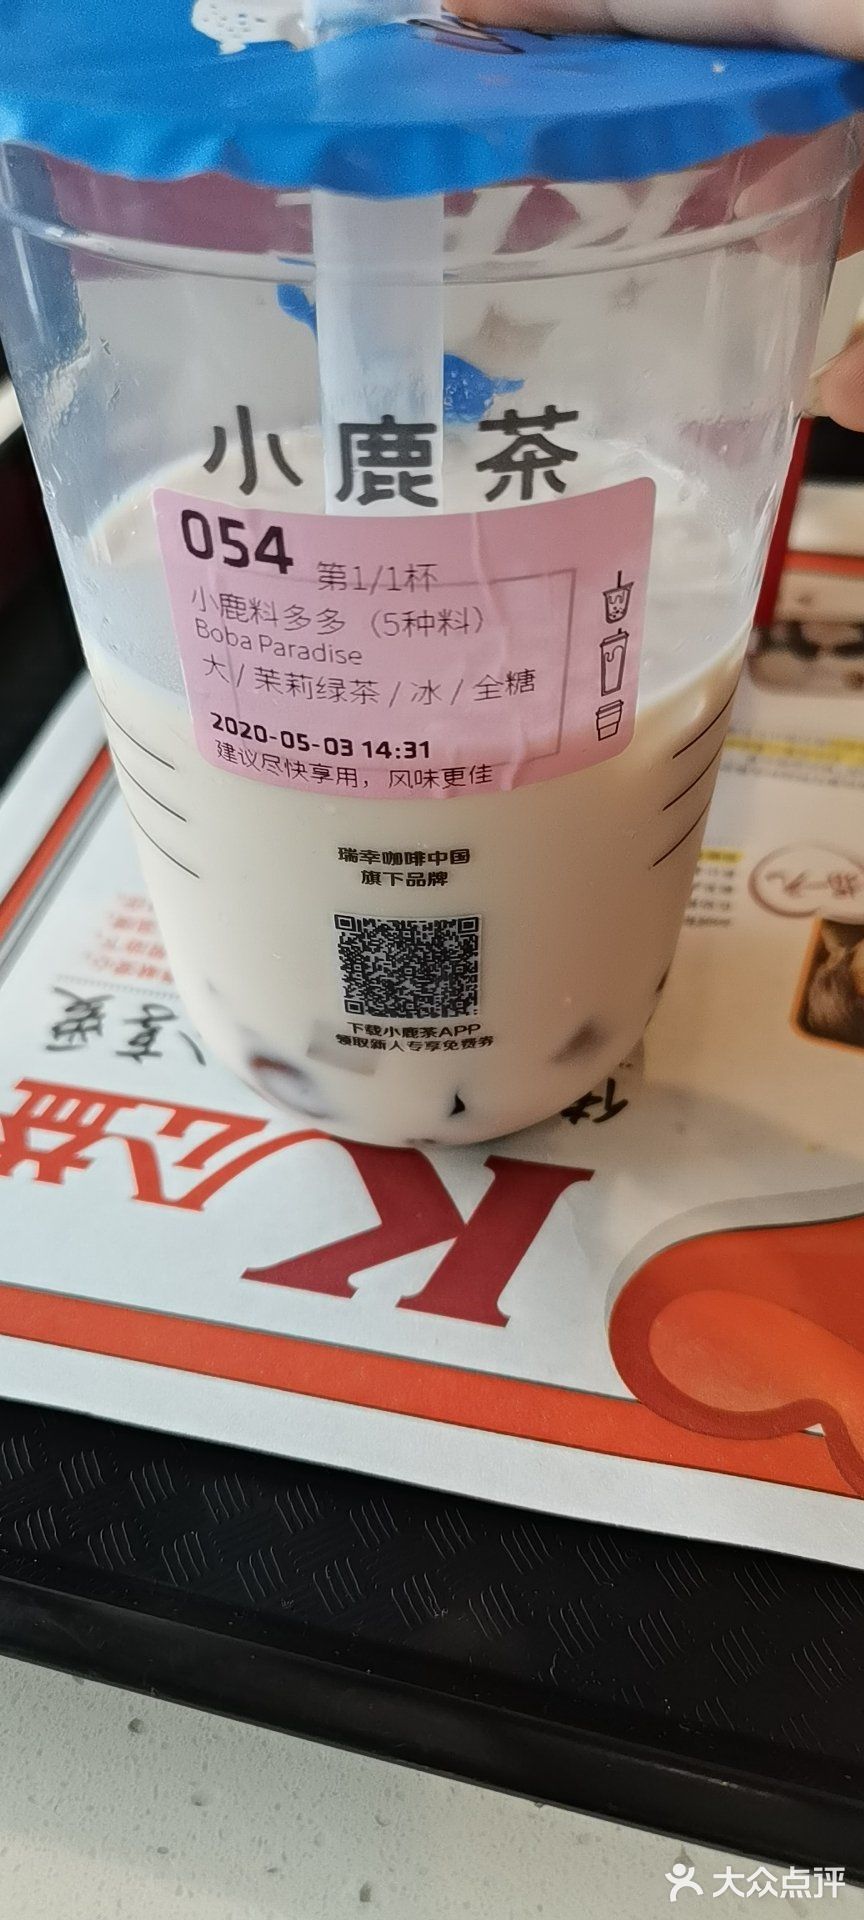 小鹿茶
054 第1/1杯
小鹿料多多（5种料）
Boba Paradise
大/茉莉绿茶/冰/全糖
2020-05-03 14:31
建议尽快享用，风味更佳
瑞幸咖啡中国
旗下品牌
下载小鹿茶APP
领取新人专享免费券
K公益
大众点评